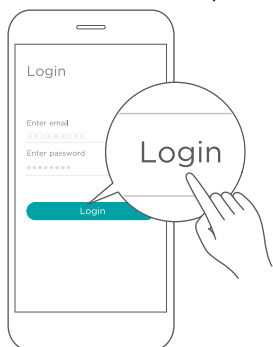 Login
Enter email
XXXXXXXXX
Enter password
********
Login
Login